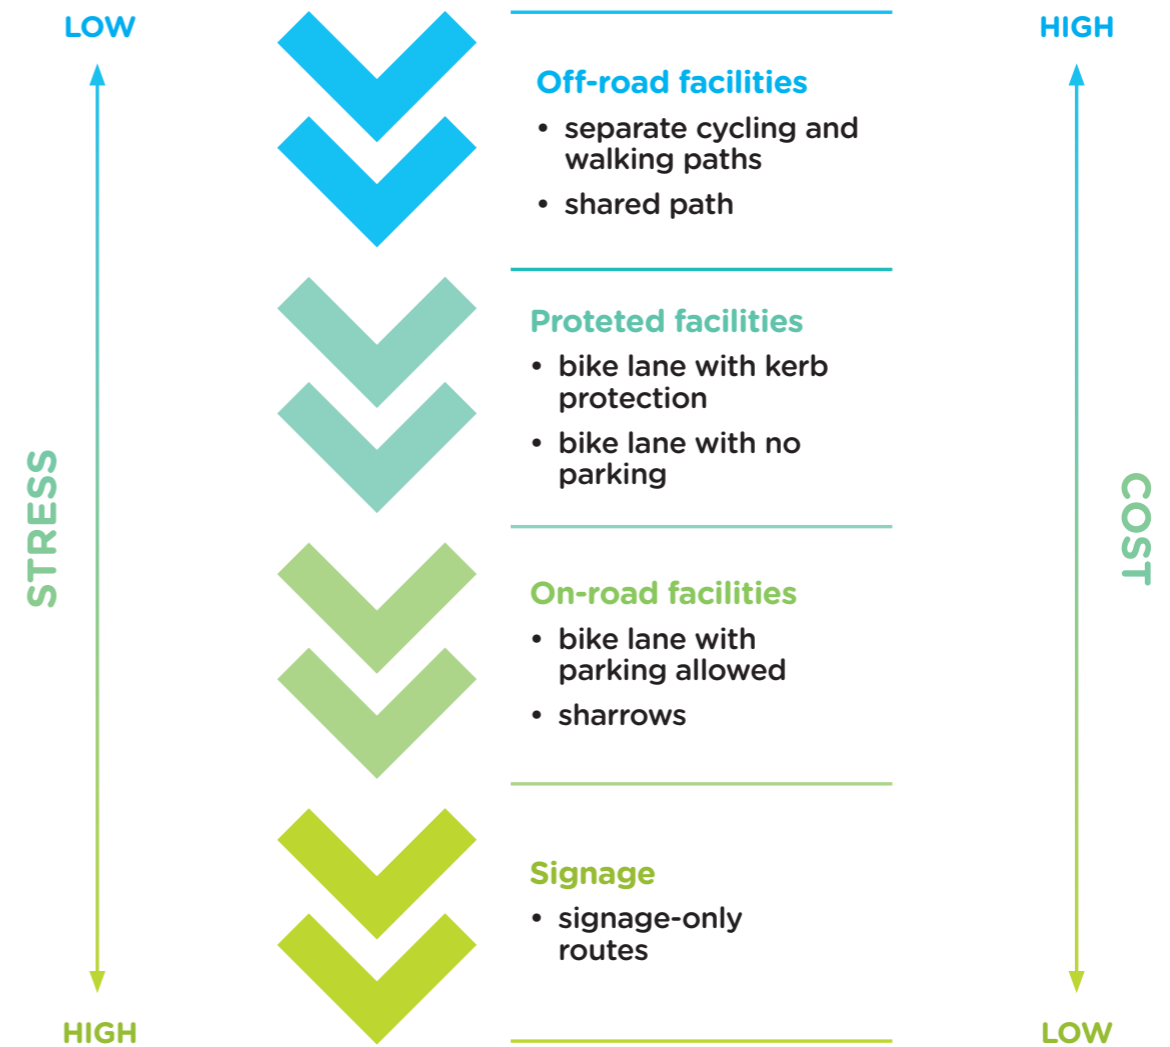 LOW
HIGH
Off-road facilities
• separate cycling and
walking paths
• shared path
Proteted facilities
• bike lane with kerb
protection
• bike lane with no
parking
STRESS
COST
On-road facilities
• bike lane with
parking allowed
• sharrows
Signage
• signage-only
routes
HIGH
LOW